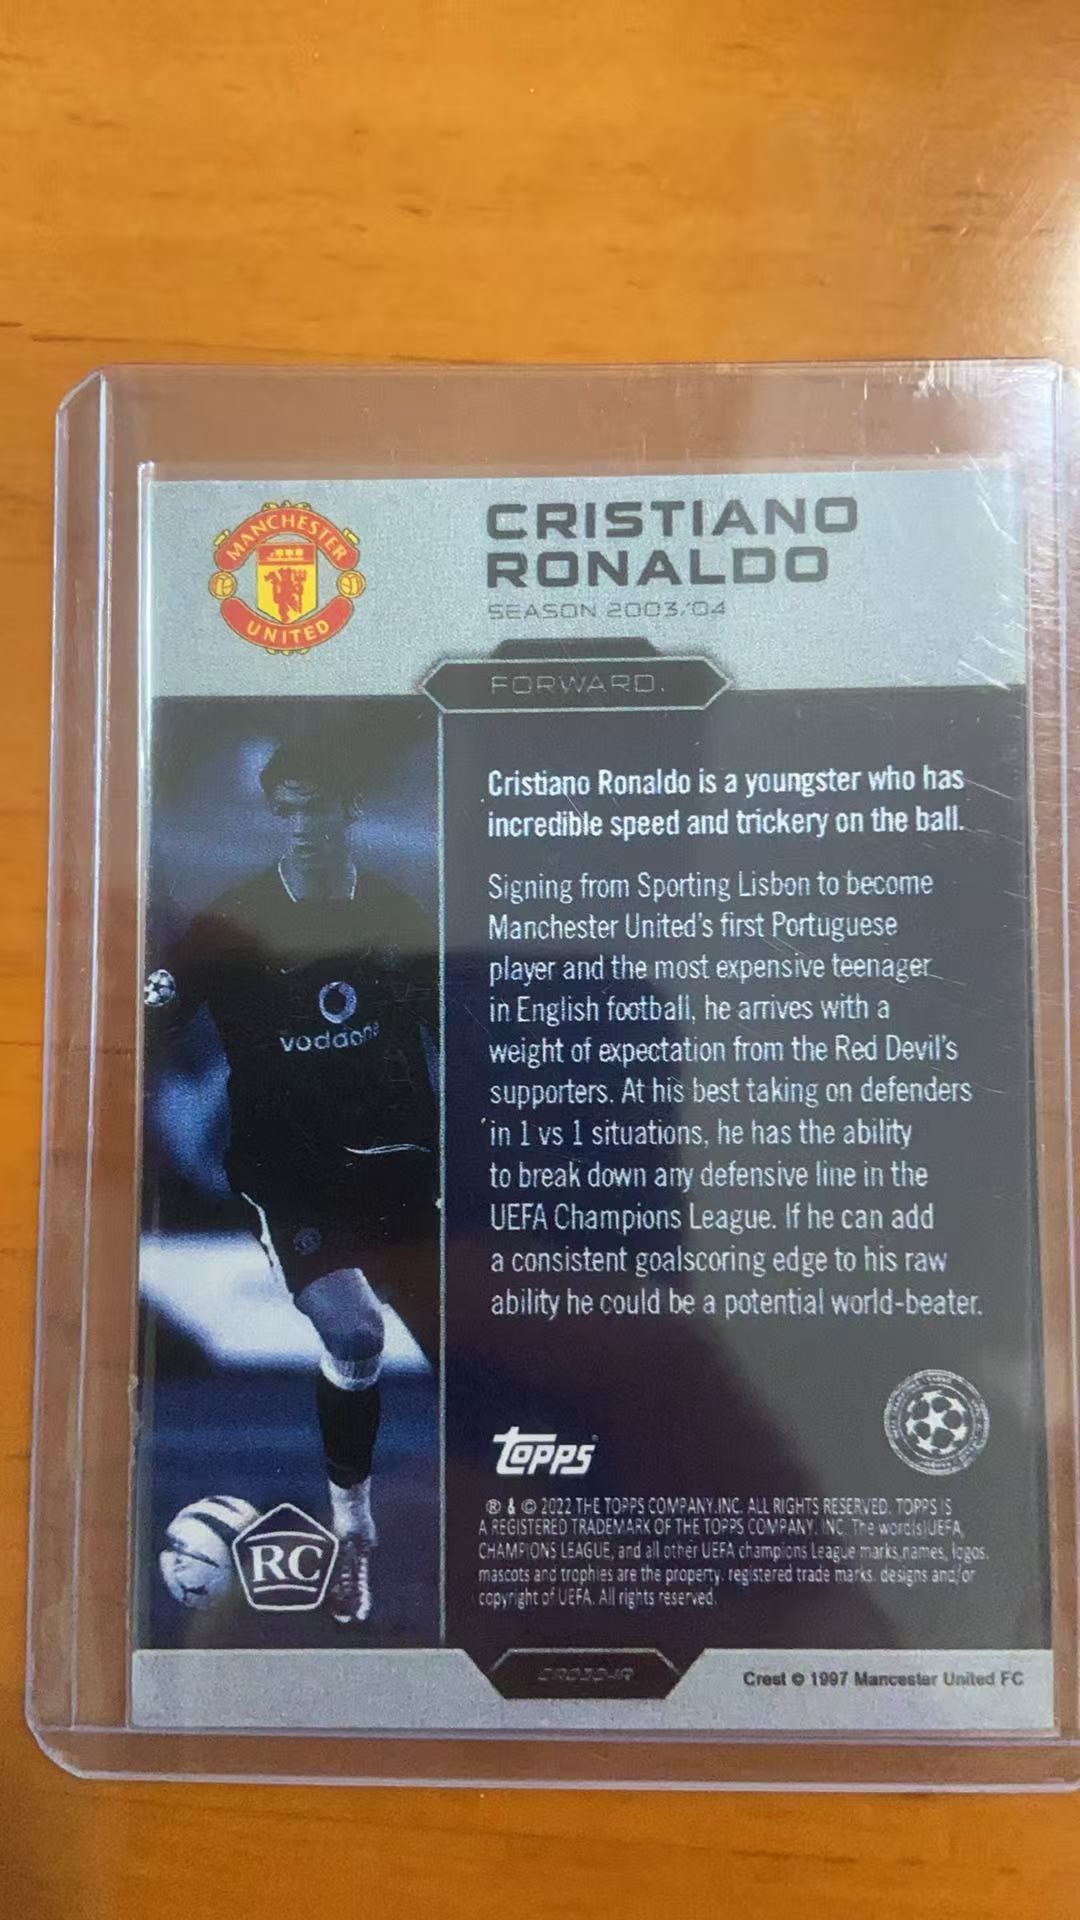 MANCHESTER
UNITED
CRISTIANO
RONALDO
SEASON 2003/04
FORWARD.
Cristiano Ronaldo is a youngster who has
incredible speed and trickery on the ball.
Signing from Sporting Lisbon to become
Manchester United's first Portuguese
player and the most expensive teenager
in English football, he arrives with a
weight of expectation from the Red Devil's
supporters. At his best taking on defenders
in 1 vs 1 situations, he has the ability
to break down any defensive line in the
UEFA Champions League. If he can add
a consistent goalscoring edge to his raw
ability he could be a potential world-beater.
vodafone
topps
® & © 2022 THE TOPPS COMPANY.INC. ALL RIGHTS RESERVED. TOPPS IS
A REGISTERED TRADEMARK OF THE TOPPS COMPANY. INC. The word(s)UEFA,
CHAMPIONS LEAGUE, and all other UEFA champions League marks,names, logos.
mascots and trophies are the property. registered trade marks. designs and/or
copyright of UEFA. All rights reserved.
RC
Crest © 1997 Mancester United FC